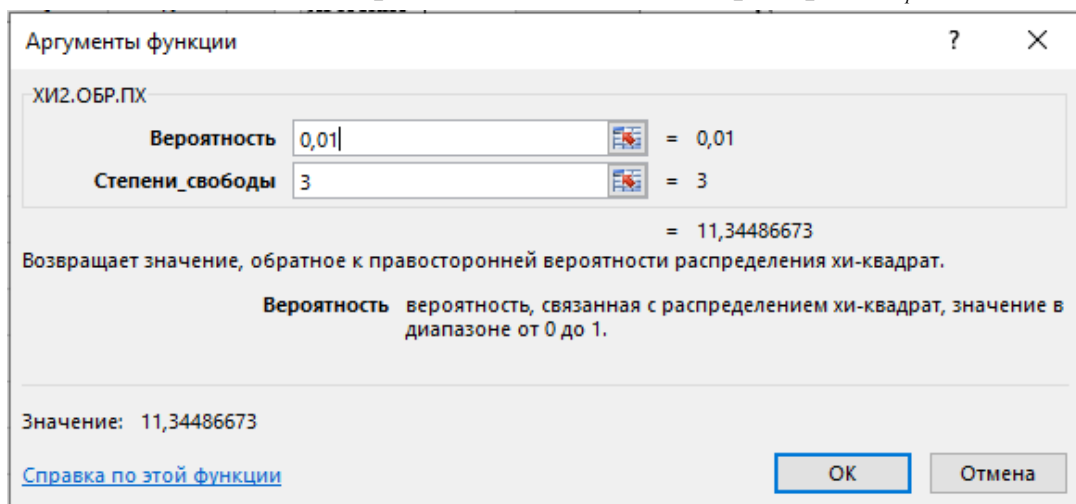 Аргументы функции ? ×
ХИ2.ОБР.ПХ
Вероятность 0,01 = 0,01
Степени_свободы 3 = 3
= 11,34486673
Возвращает значение, обратное к правосторонней вероятности распределения хи-квадрат.
Вероятность вероятность, связанная с распределением хи-квадрат, значение в
диапазоне от 0 до 1.
Значение: 11,34486673
Справка по этой функции ОК Отмена